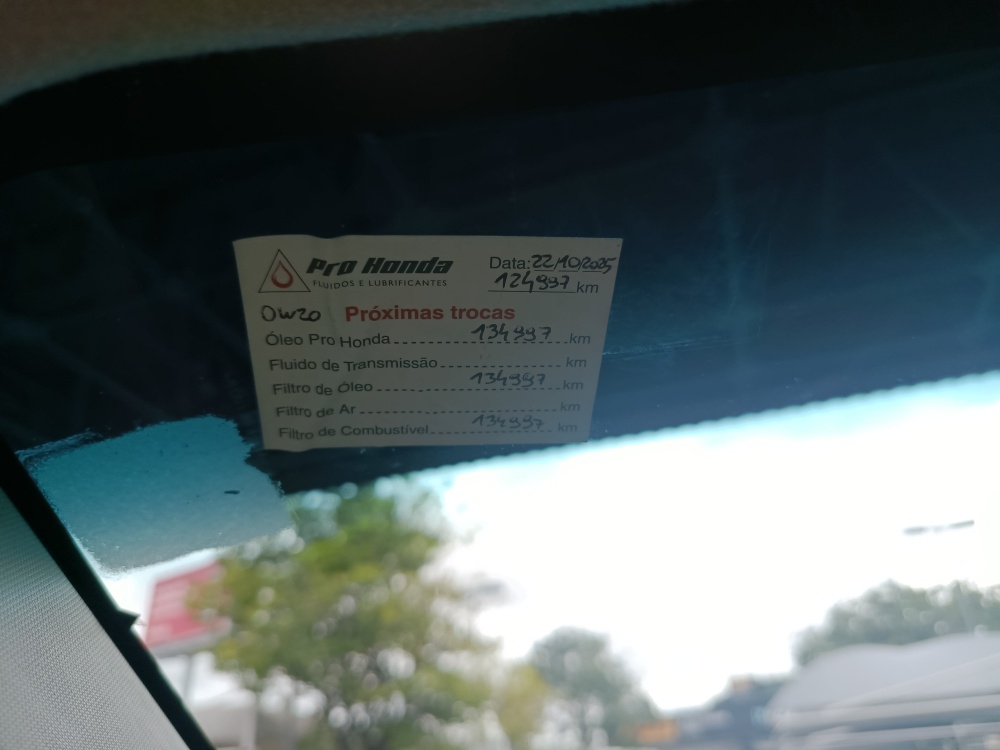 Pro Honda
FLUIDOS E LUBRIFICANTES
Data: 22/10/2025
124997 km
0W20 Próximas trocas
Óleo Pro Honda 134997 km
Fluido de Transmissão km
Filtro de Óleo 134997 km
Filtro de Ar km
Filtro de Combustível 134997 km